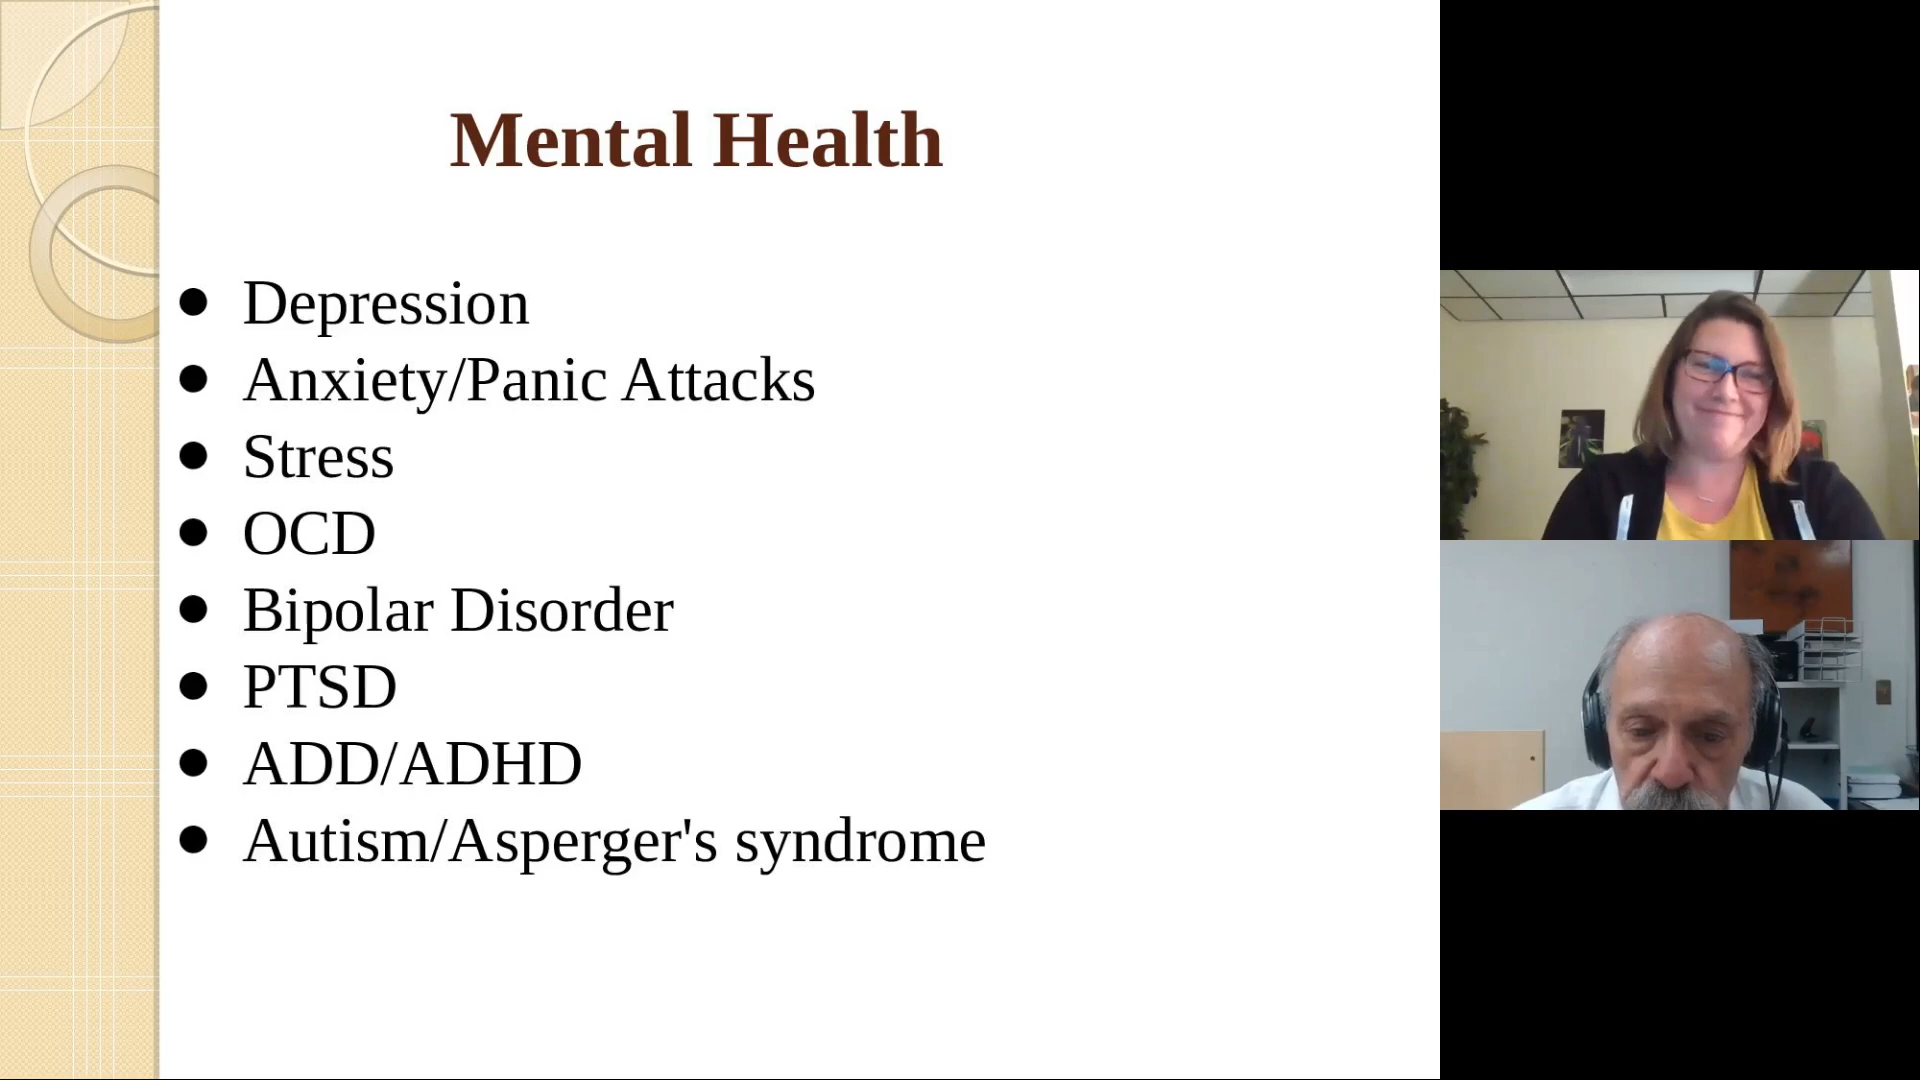 Mental Health
● Depression
● Anxiety/Panic Attacks
● Stress
● OCD
● Bipolar Disorder
● PTSD
● ADD/ADHD
● Autism/Asperger's syndrome